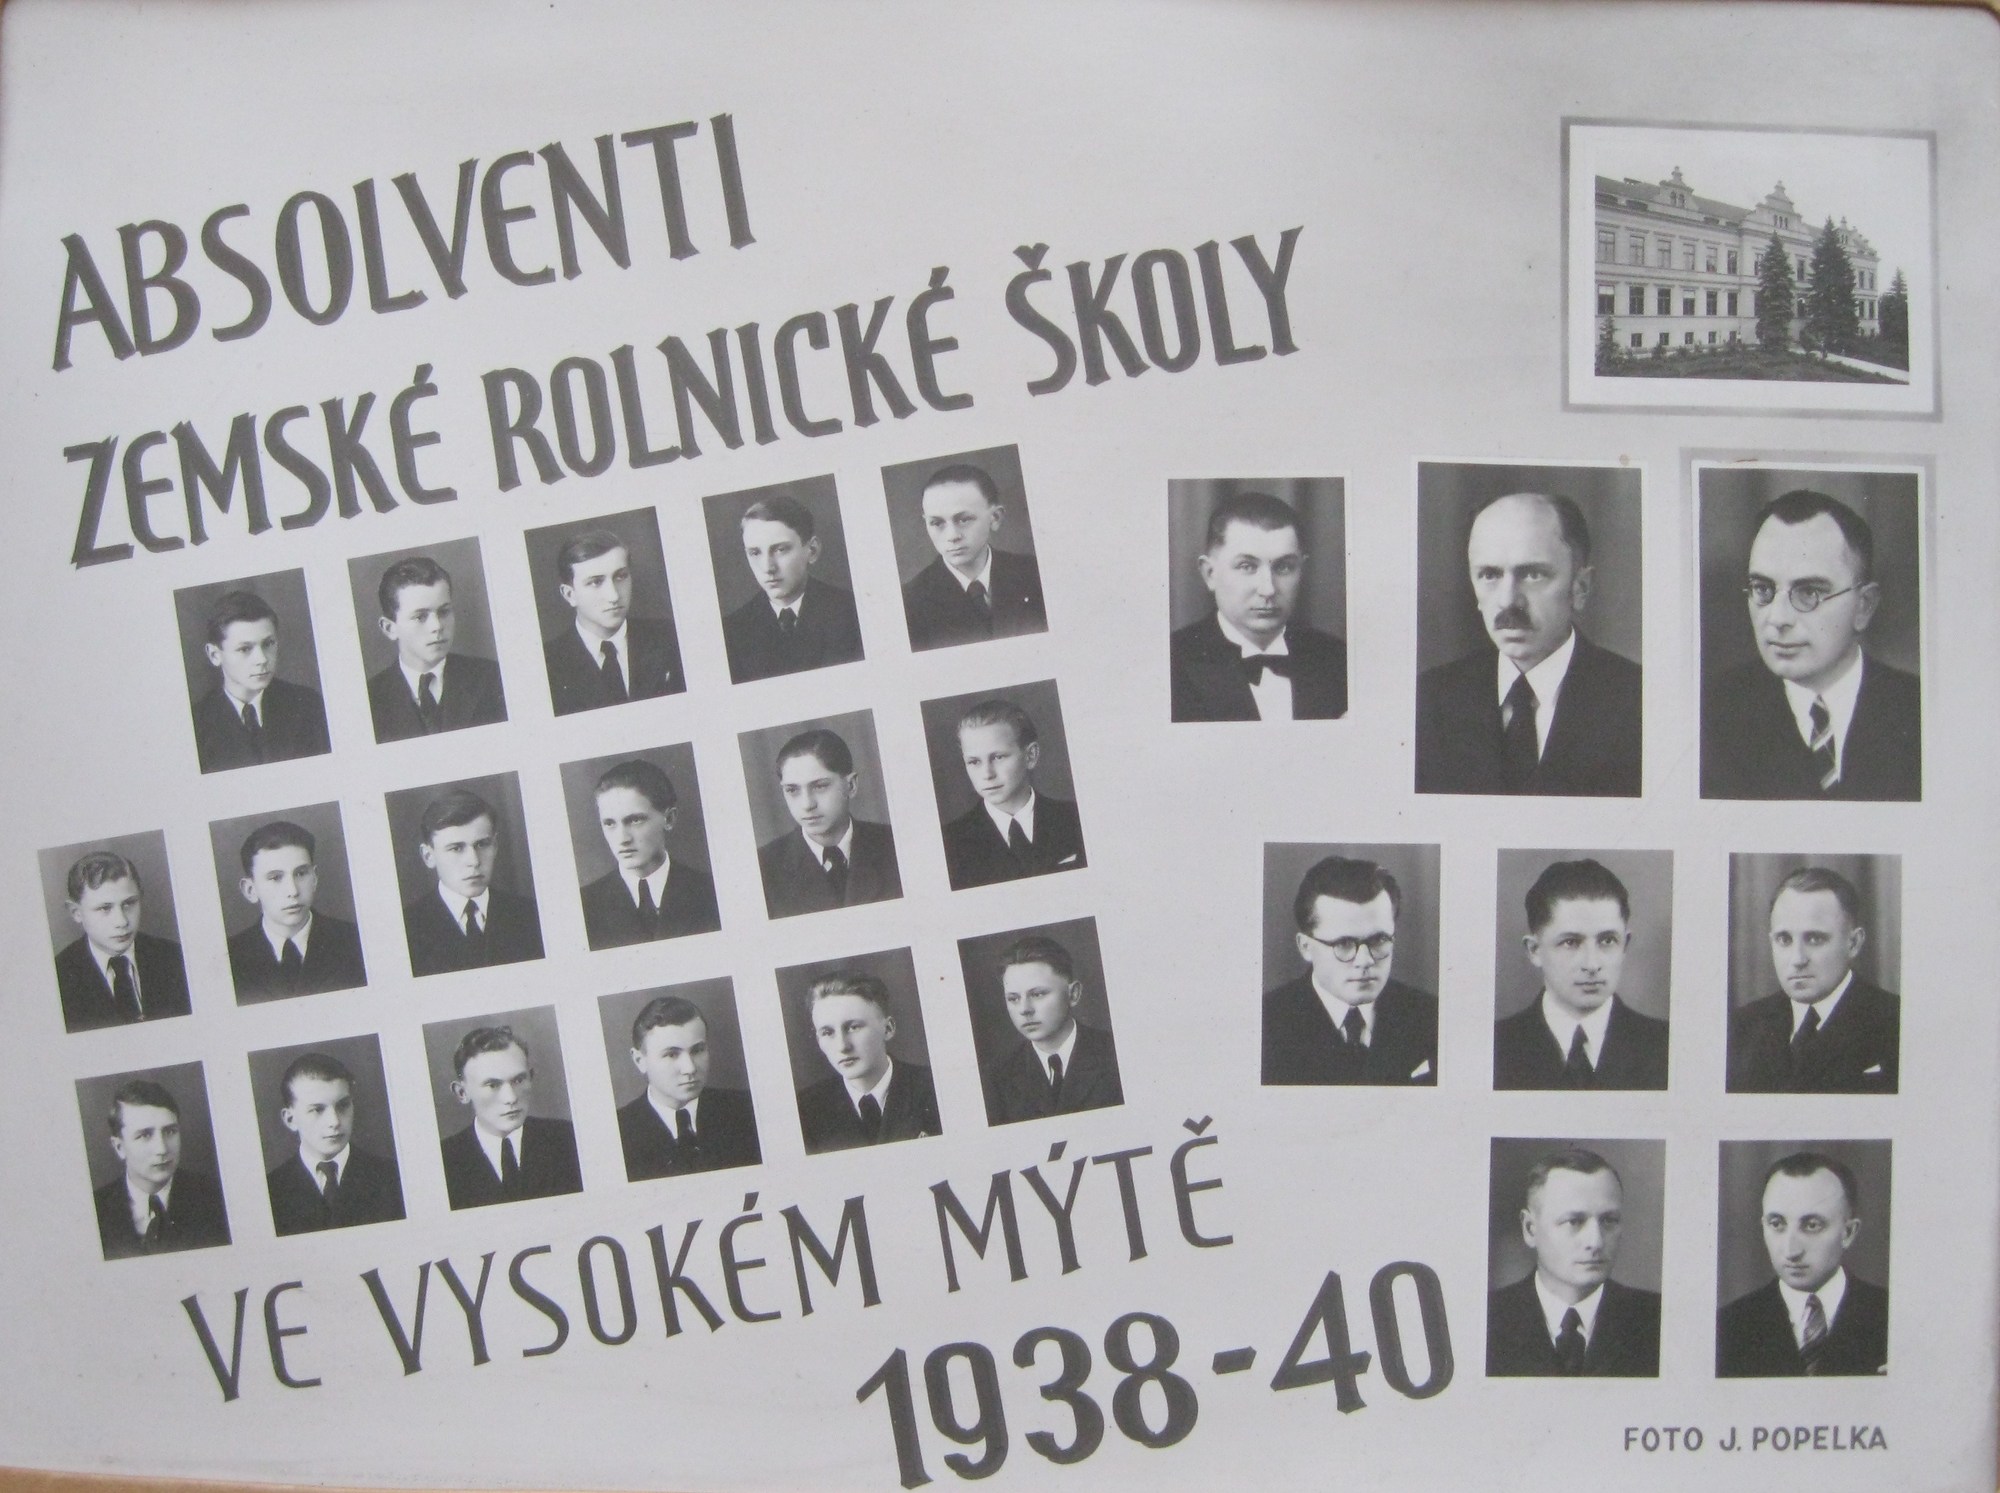 ABSOLVENTI
ZEMSKÉ ROLNICKÉ ŠKOLY
VE VYSOKÉM MÝTĚ
1938-40
FOTO J. POPELKA